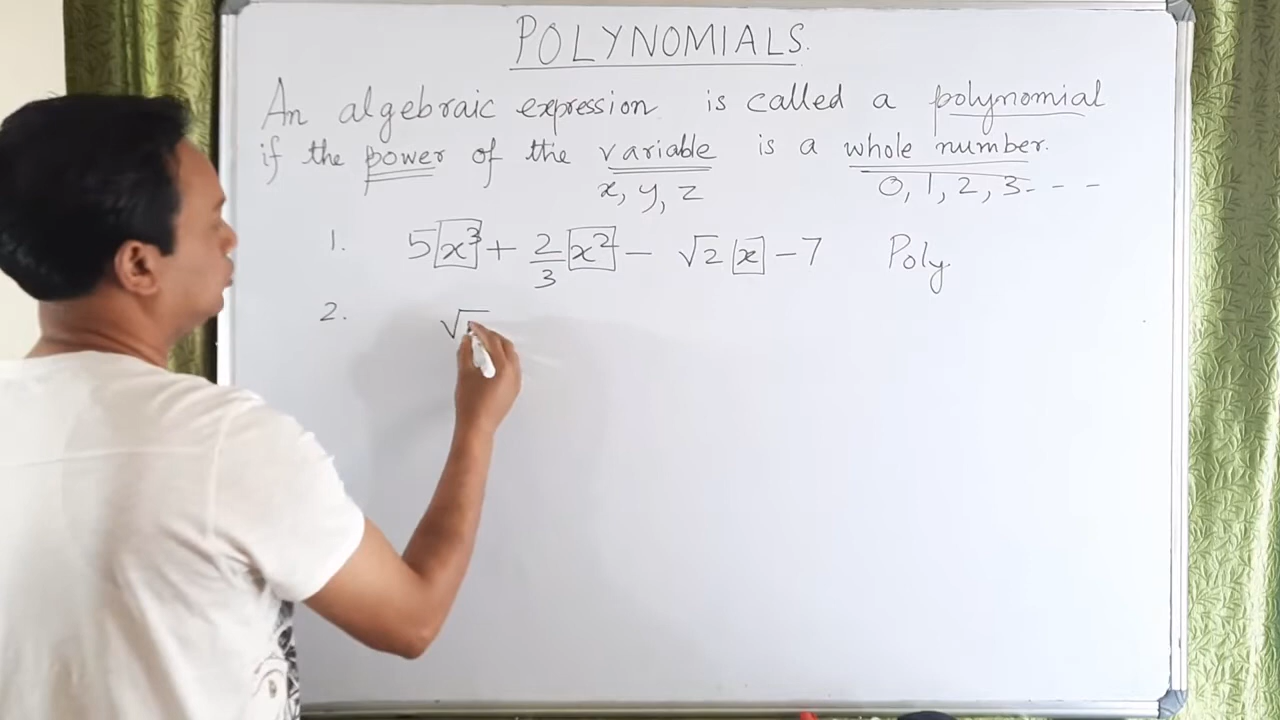 POLYNOMIALS.
An algebraic expression is called a polynomial
if the power of the variable is a whole number.
x, y, z 0, 1, 2, 3- - - -
1. 5x³ + 2/3 x² - √2 x - 7 Poly
2. √